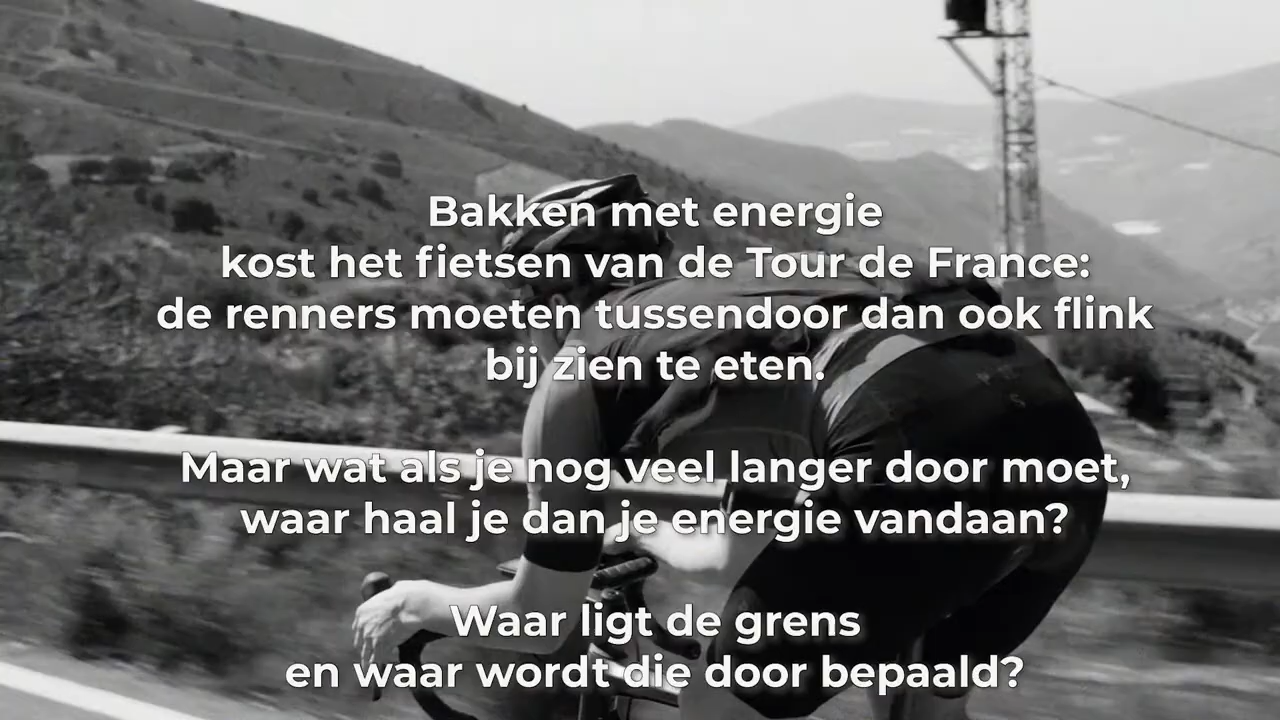 Bakken met energie
kost het fietsen van de Tour de France:
de renners moeten tussendoor dan ook flink
bij zien te eten.
Maar wat als je nog veel langer door moet,
waar haal je dan je energie vandaan?
Waar ligt de grens
en waar wordt die door bepaald?